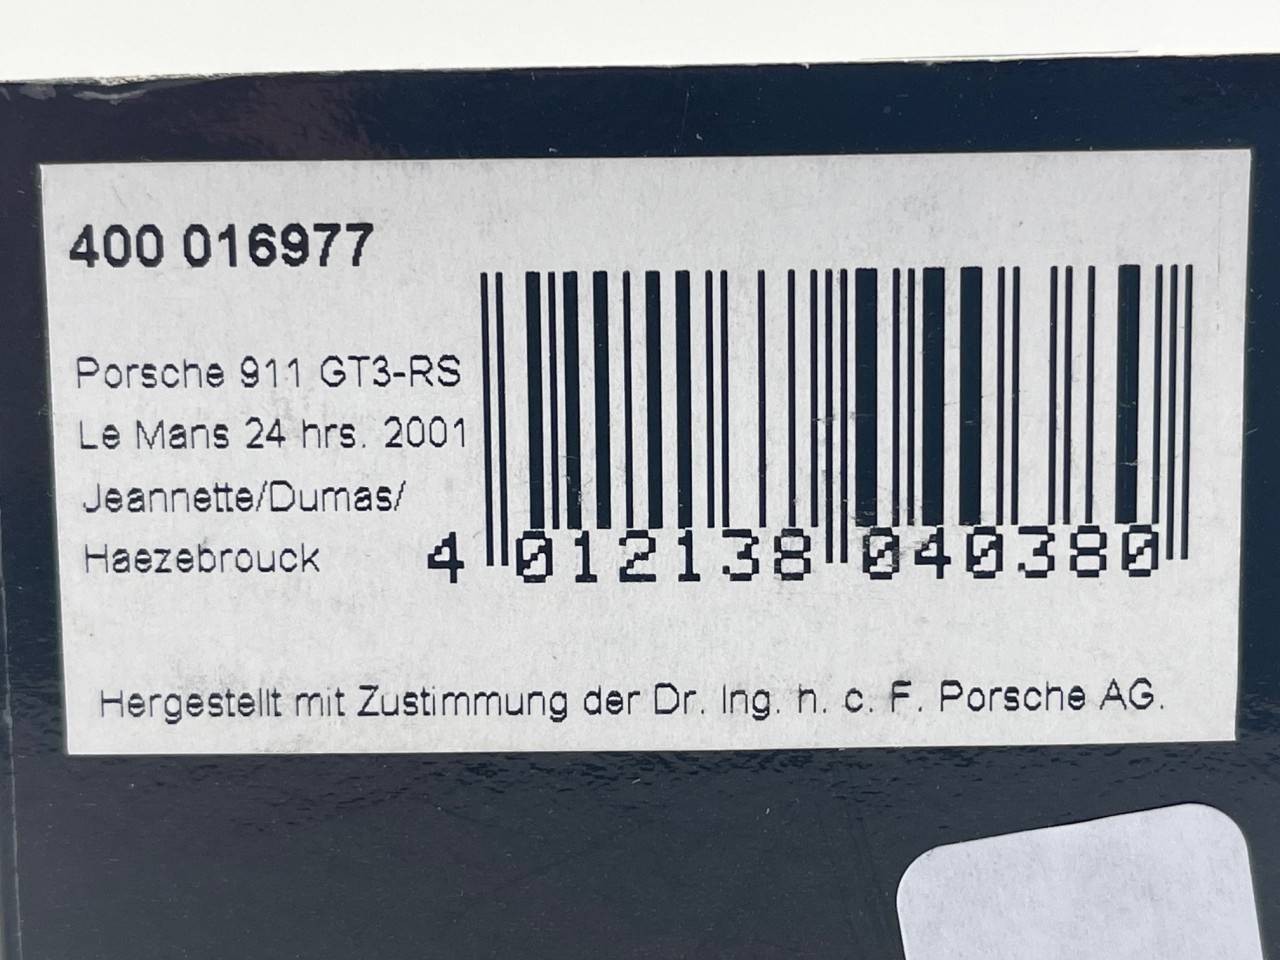 400 016977
Porsche 911 GT3-RS
Le Mans 24 hrs. 2001
Jeannette/Dumas/
Haezebrouck
4 012138 040380
Hergestellt mit Zustimmung der Dr. Ing. h. c. F. Porsche AG.